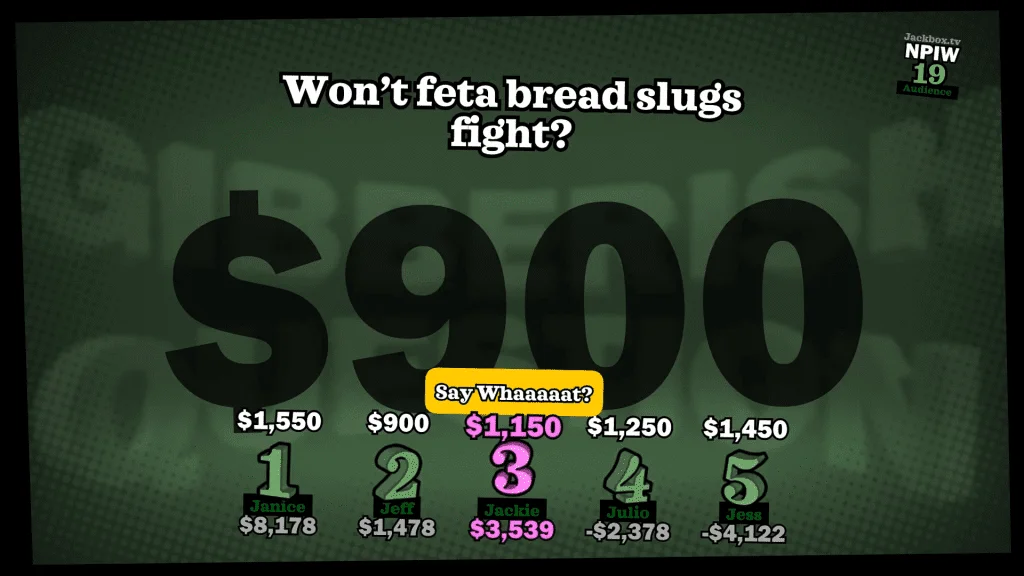 Jackbox.tv
NPIW
19
Audience
Won't feta bread slugs
fight?
GIBBERISH
QUESTION
$900
Say Whaaaaat?
$1,550
$900
$1,150
$1,250
$1,450
1
2
3
4
5
Janice
Jeff
Jackie
Julio
Jess
$8,178
$1,478
$3,539
-$2,378
-$4,122